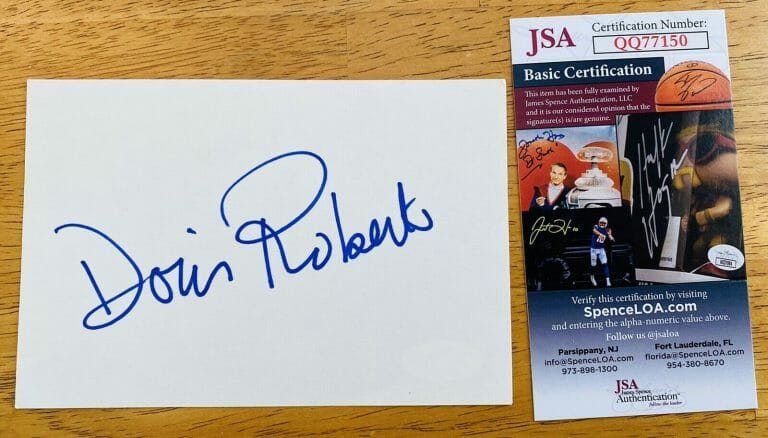 Doris Roberts
JSA
Certification Number:
QQ77150
Basic Certification
This item has been fully examined by
James Spence Authentication, LLC
and it is our considered opinion that the
signature(s) is/are genuine.
Verify this certification by visiting
SpenceLOA.com
and entering the alpha-numeric value above.
Follow us @jsaloa
Parsippany, NJ
info@SpenceLOA.com
973-898-1300
Fort Lauderdale, FL
florida@SpenceLOA.com
954-380-8670
JSA
James Spence
Authentication